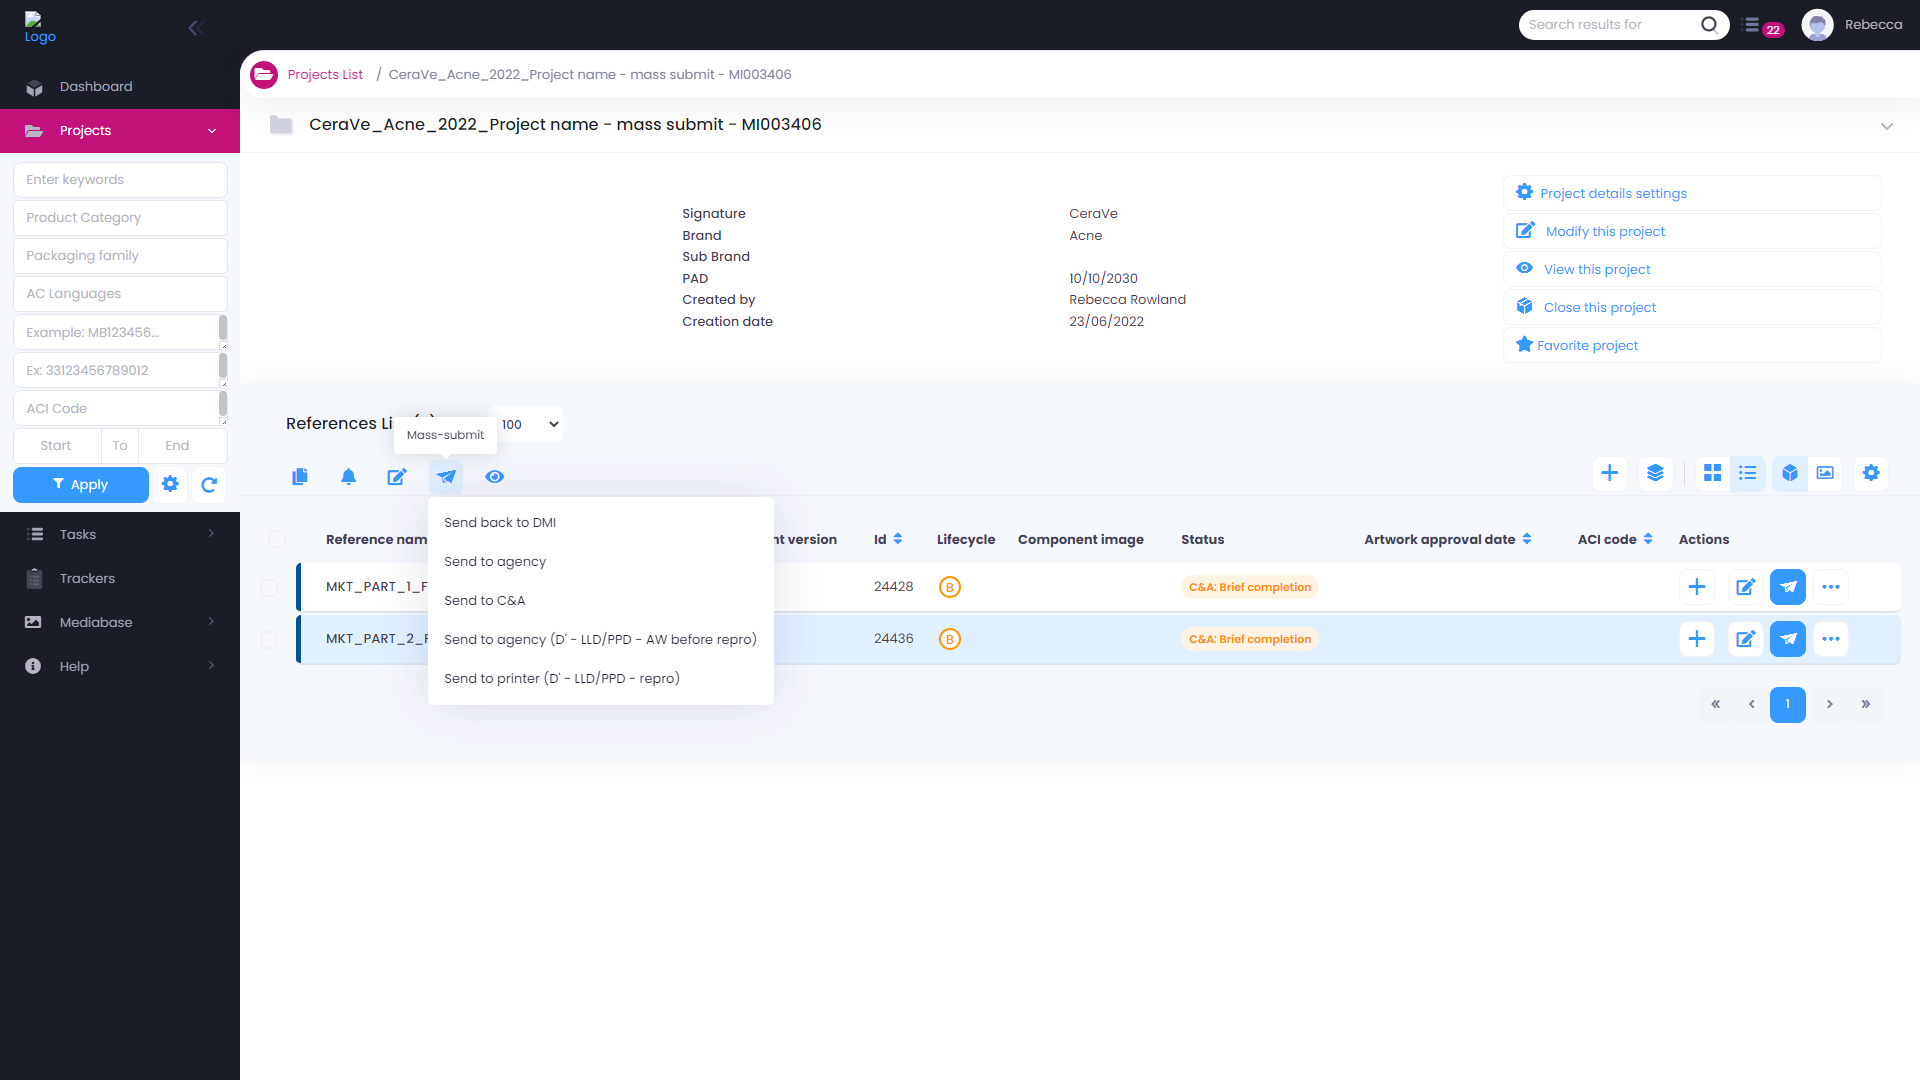 Logo
Search results for
22
Rebecca
Dashboard
Projects
Enter keywords
Product Category
Packaging family
AC Languages
Example: MB123456...
Ex: 33123456789012
ACI Code
Start To End
Apply
Tasks
Trackers
Mediabase
Help
Projects List / CeraVe_Acne_2022_Project name - mass submit - MI003406
CeraVe_Acne_2022_Project name - mass submit - MI003406
Signature CeraVe
Brand Acne
Sub Brand
PAD 10/10/2030
Created by Rebecca Rowland
Creation date 23/06/2022
Project details settings
Modify this project
View this project
Close this project
Favorite project
References Li
100
Mass-submit
Send back to DMI
Send to agency
Send to C&A
Send to agency (D' - LLD/PPD - AW before repro)
Send to printer (D' - LLD/PPD - repro)
Reference nam nt version Id Lifecycle Component image Status Artwork approval date ACI code Actions
MKT_PART_1_F 24428 B C&A: Brief completion
MKT_PART_2_F 24436 B C&A: Brief completion
« ‹ 1 › »